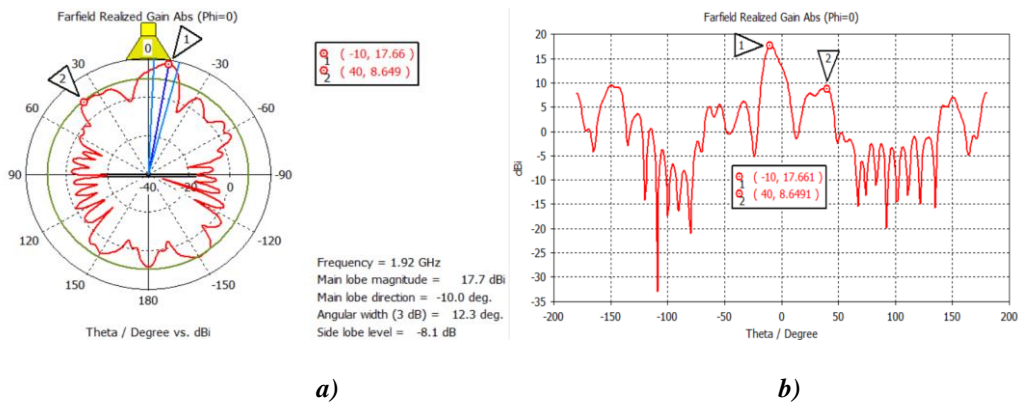 Farfield Realized Gain Abs (Phi=0)
0
1
2
30
-30
60
-60
90
-90
120
-120
150
-150
180
-40
-20
0
1 ( -10, 17.66 )
2 ( 40, 8.649 )
Frequency = 1.92 GHz
Main lobe magnitude = 17.7 dBi
Main lobe direction = -10.0 deg.
Angular width (3 dB) = 12.3 deg.
Side lobe level = -8.1 dB
Theta / Degree vs. dBi
a)
Farfield Realized Gain Abs (Phi=0)
20
15
10
5
0
-5
-10
-15
-20
-25
-30
-35
dBi
1
2
1 ( -10, 17.661 )
2 ( 40, 8.6491 )
-200
-150
-100
-50
0
50
100
150
200
Theta / Degree
b)